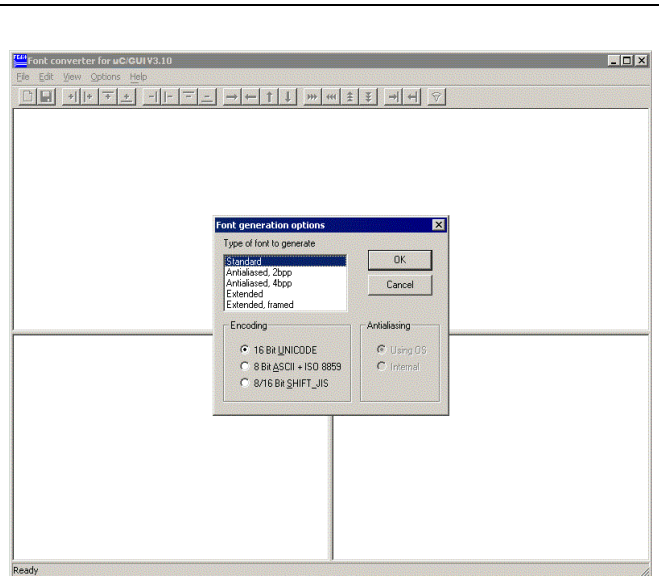 Font converter for uC/GUI V3.10
File Edit View Options Help
Font generation options
Type of font to generate
Standard
Antialiased, 2bpp
Antialiased, 4bpp
Extended
Extended, framed
OK
Cancel
Encoding
16 Bit UNICODE
8 Bit ASCII + ISO 8859
8/16 Bit SHIFT_JIS
Antialiasing
Using OS
Internal
Ready